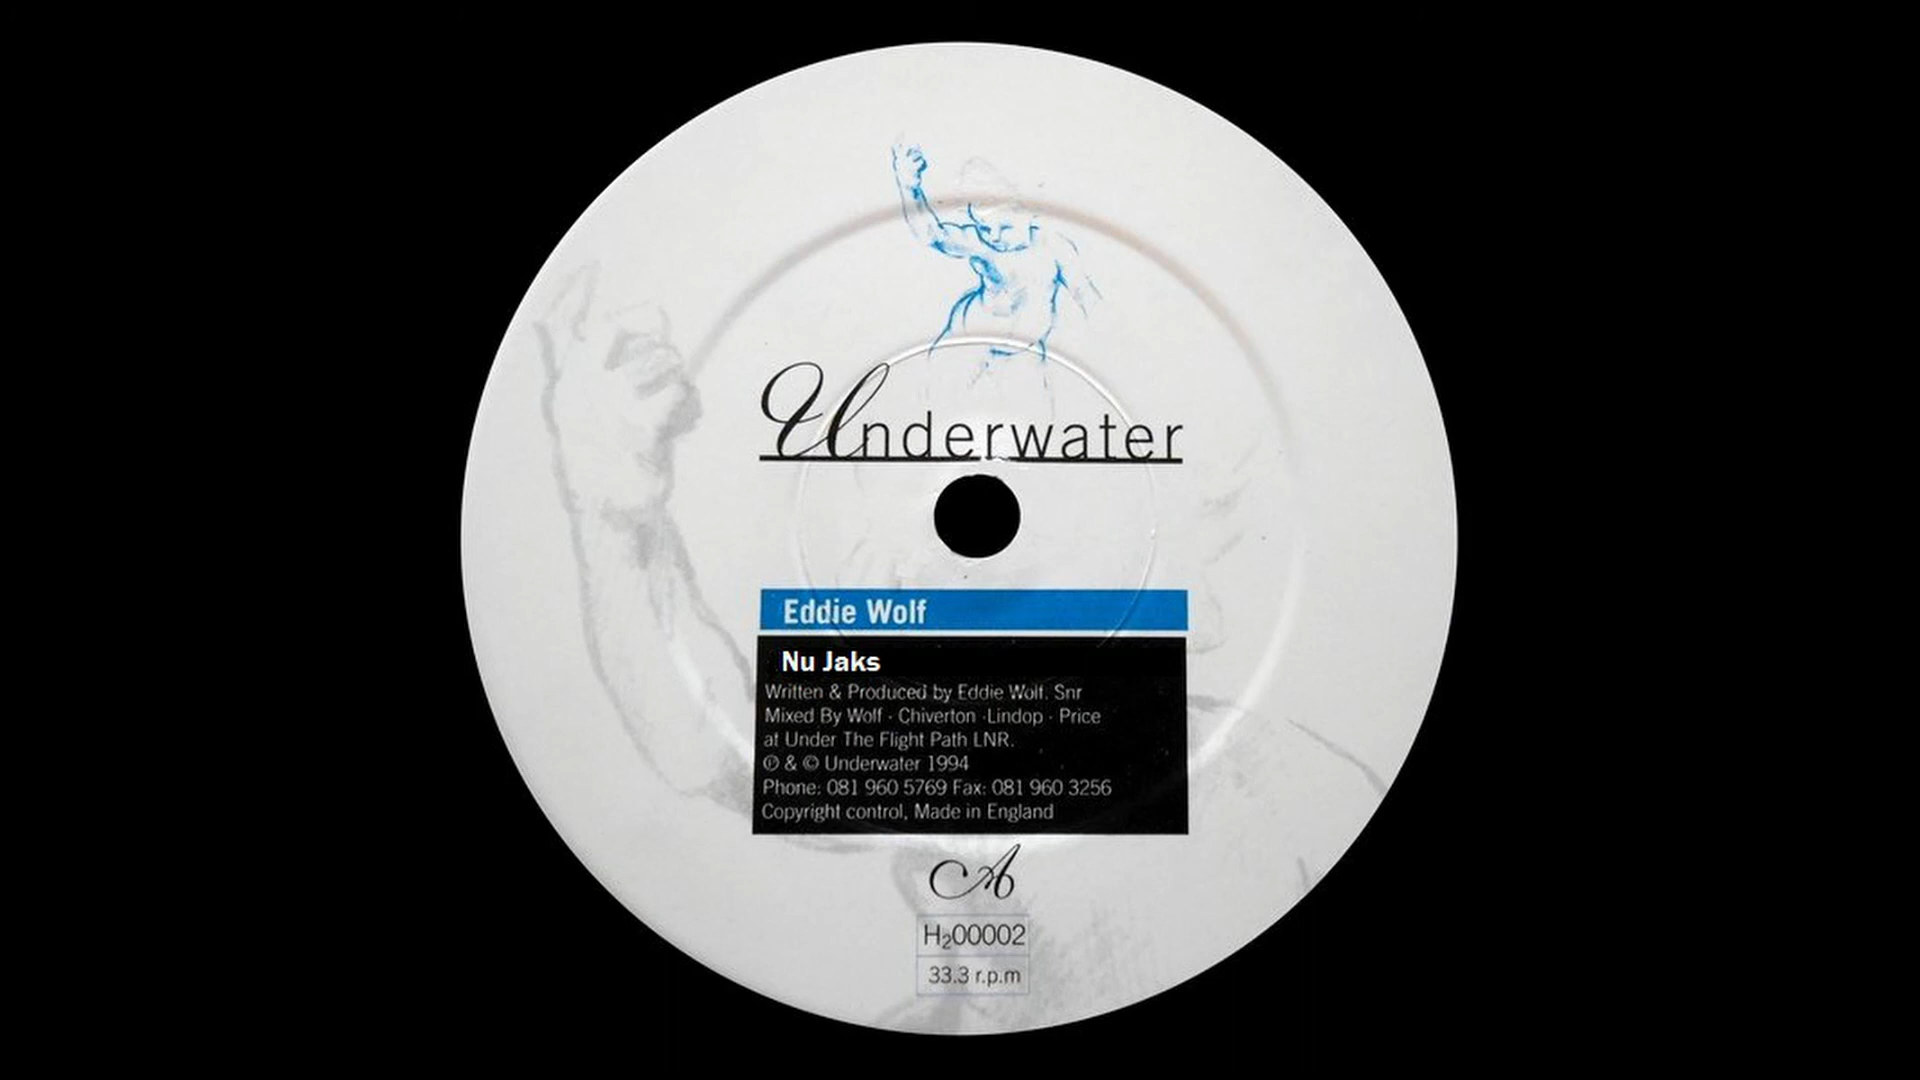 Underwater
Eddie Wolf
Nu Jaks
Written & Produced by Eddie Wolf. Snr
Mixed By Wolf · Chiverton ·Lindop · Price
at Under The Flight Path LNR.
℗ & © Underwater 1994
Phone: 081 960 5769 Fax: 081 960 3256
Copyright control, Made in England
A
H₂00002
33.3 r.p.m